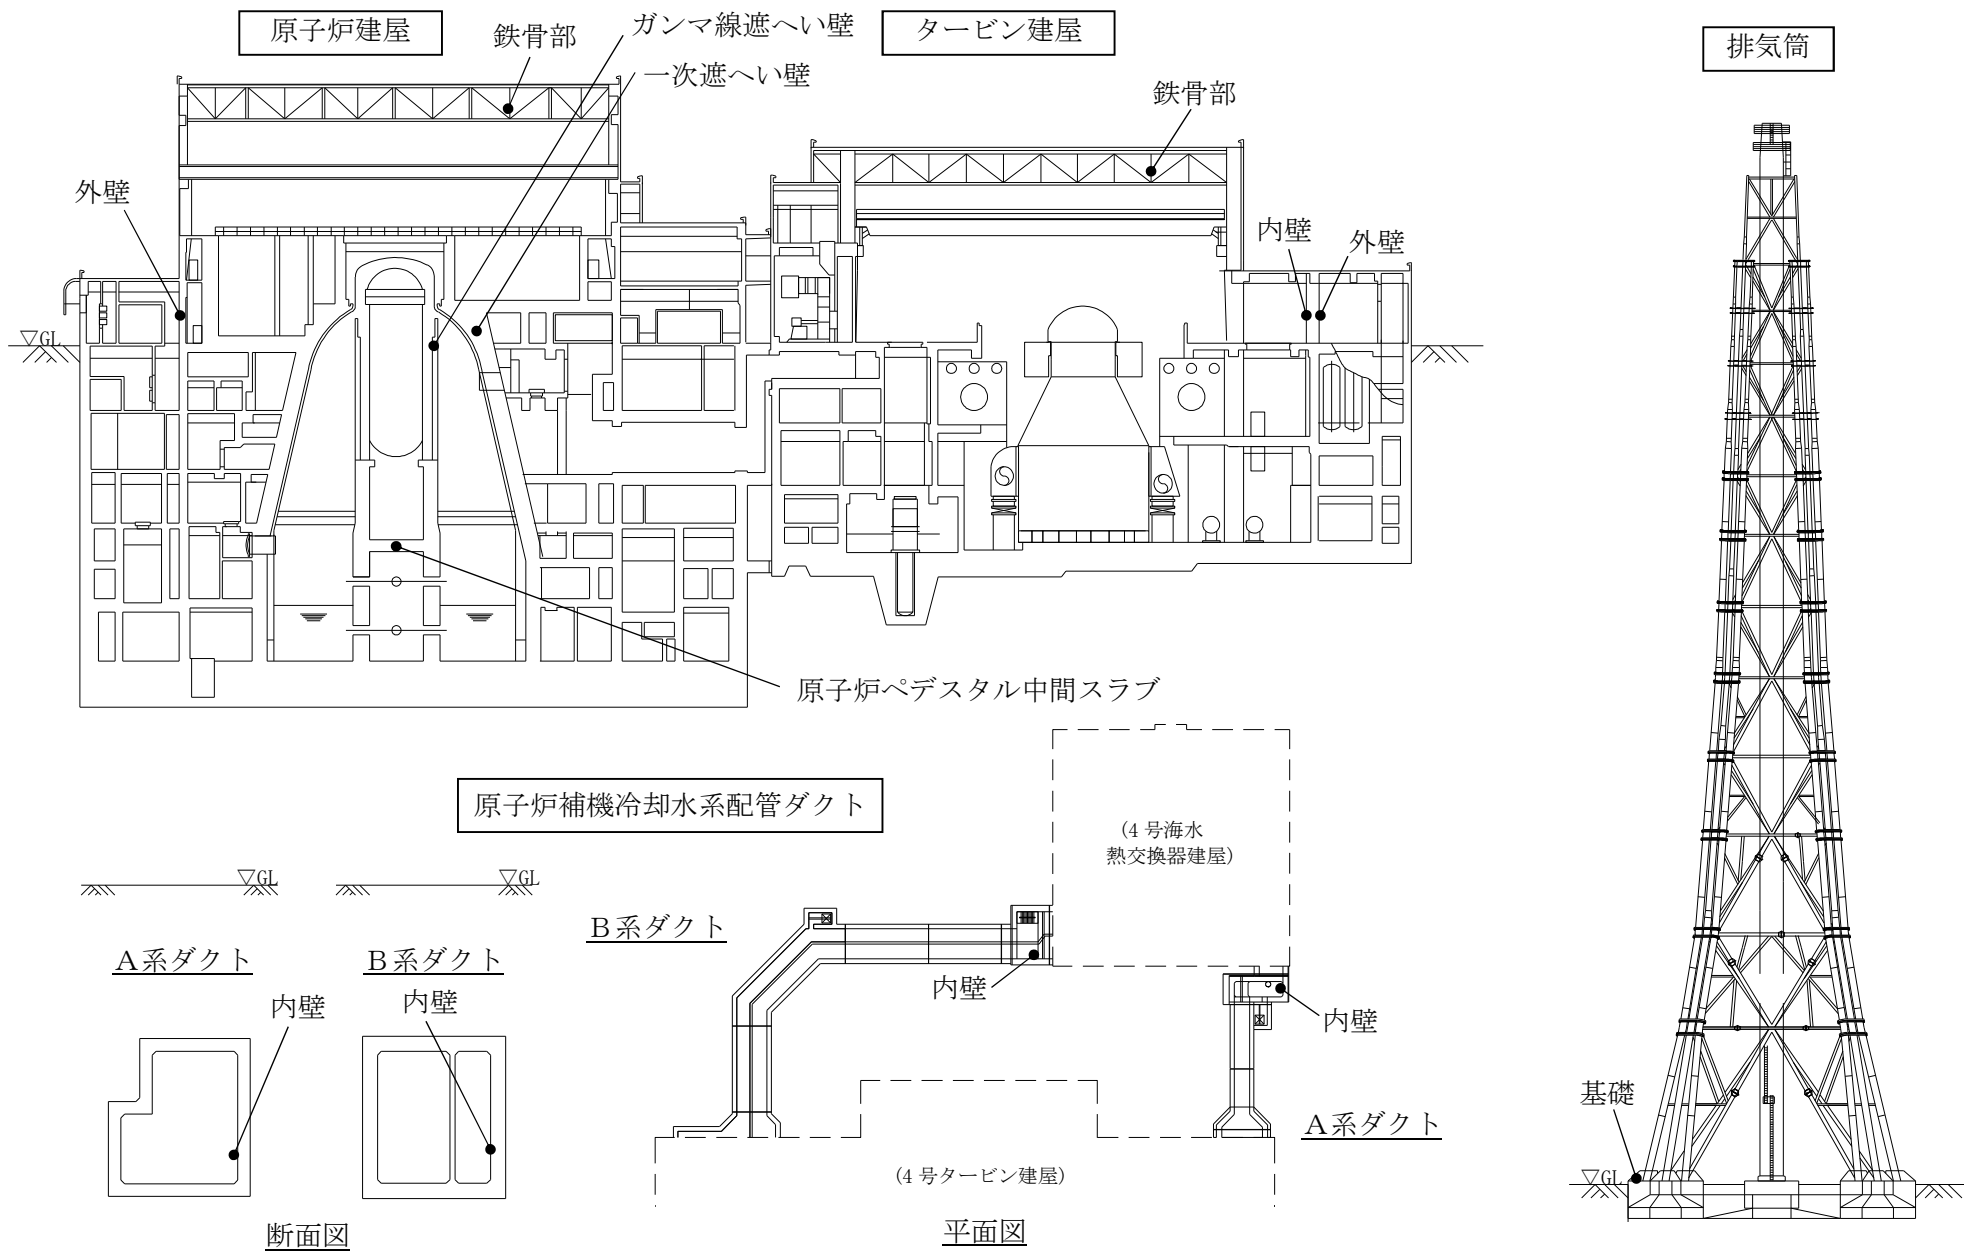 原子炉建屋
鉄骨部
ガンマ線遮へい壁
一次遮へい壁
タービン建屋
鉄骨部
排気筒
外壁
内壁
外壁
▽GL
原子炉ペデスタル中間スラブ
原子炉補機冷却水系配管ダクト
(4 号海水
熱交換器建屋)
▽GL
▽GL
A系ダクト
B系ダクト
内壁
内壁
B系ダクト
内壁
内壁
A系ダクト
(4 号タービン建屋)
基礎
▽GL
断面図
平面図